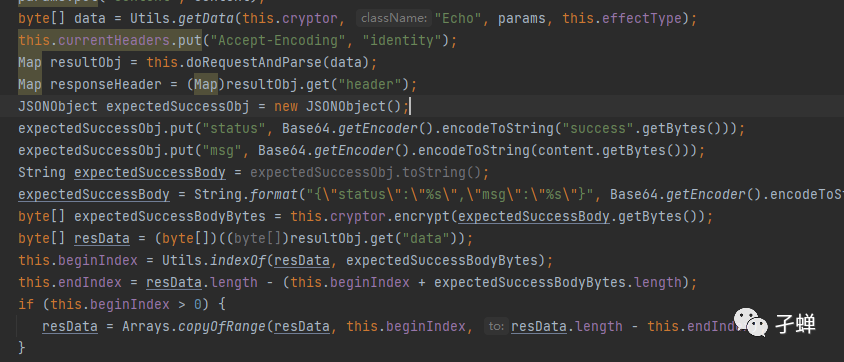 byte[] data = Utils.getData(this.cryptor, className: "Echo", params, this.effectType);
this.currentHeaders.put("Accept-Encoding", "identity");
Map resultObj = this.doRequestAndParse(data);
Map responseHeader = (Map)resultObj.get("header");
JSONObject expectedSuccessObj = new JSONObject();
expectedSuccessObj.put("status", Base64.getEncoder().encodeToString("success".getBytes()));
expectedSuccessObj.put("msg", Base64.getEncoder().encodeToString(content.getBytes()));
String expectedSuccessBody = expectedSuccessObj.toString();
expectedSuccessBody = String.format("{\"status\":\"%s\",\"msg\":\"%s\"}", Base64.getEncoder().encodeToS
byte[] expectedSuccessBodyBytes = this.cryptor.encrypt(expectedSuccessBody.getBytes());
byte[] resData = (byte[])((byte[])resultObj.get("data"));
this.beginIndex = Utils.indexOf(resData, expectedSuccessBodyBytes);
this.endIndex = resData.length - (this.beginIndex + expectedSuccessBodyBytes.length);
if (this.beginIndex > 0) {
resData = Arrays.copyOfRange(resData, this.beginIndex, to: resData.length - this.endInd
孖蝉
}